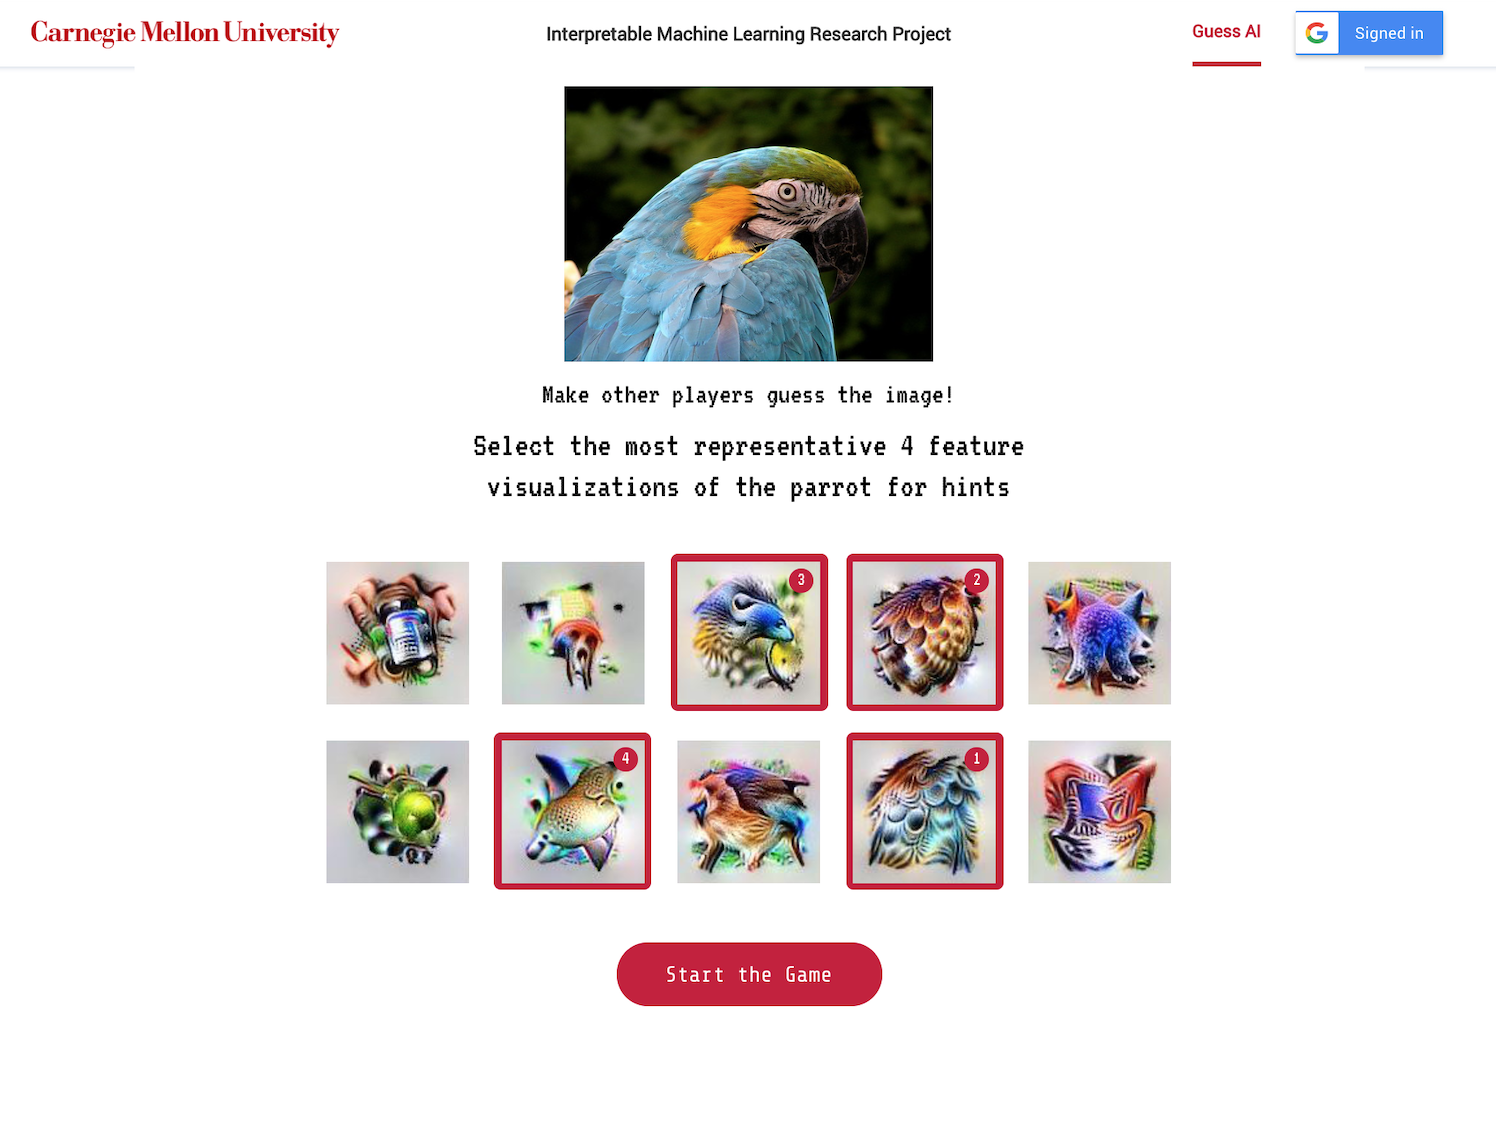 Carnegie Mellon University
Interpretable Machine Learning Research Project
Guess AI
Signed in
Make other players guess the image!
Select the most representative 4 feature
visualizations of the parrot for hints
3
2
4
1
Start the Game